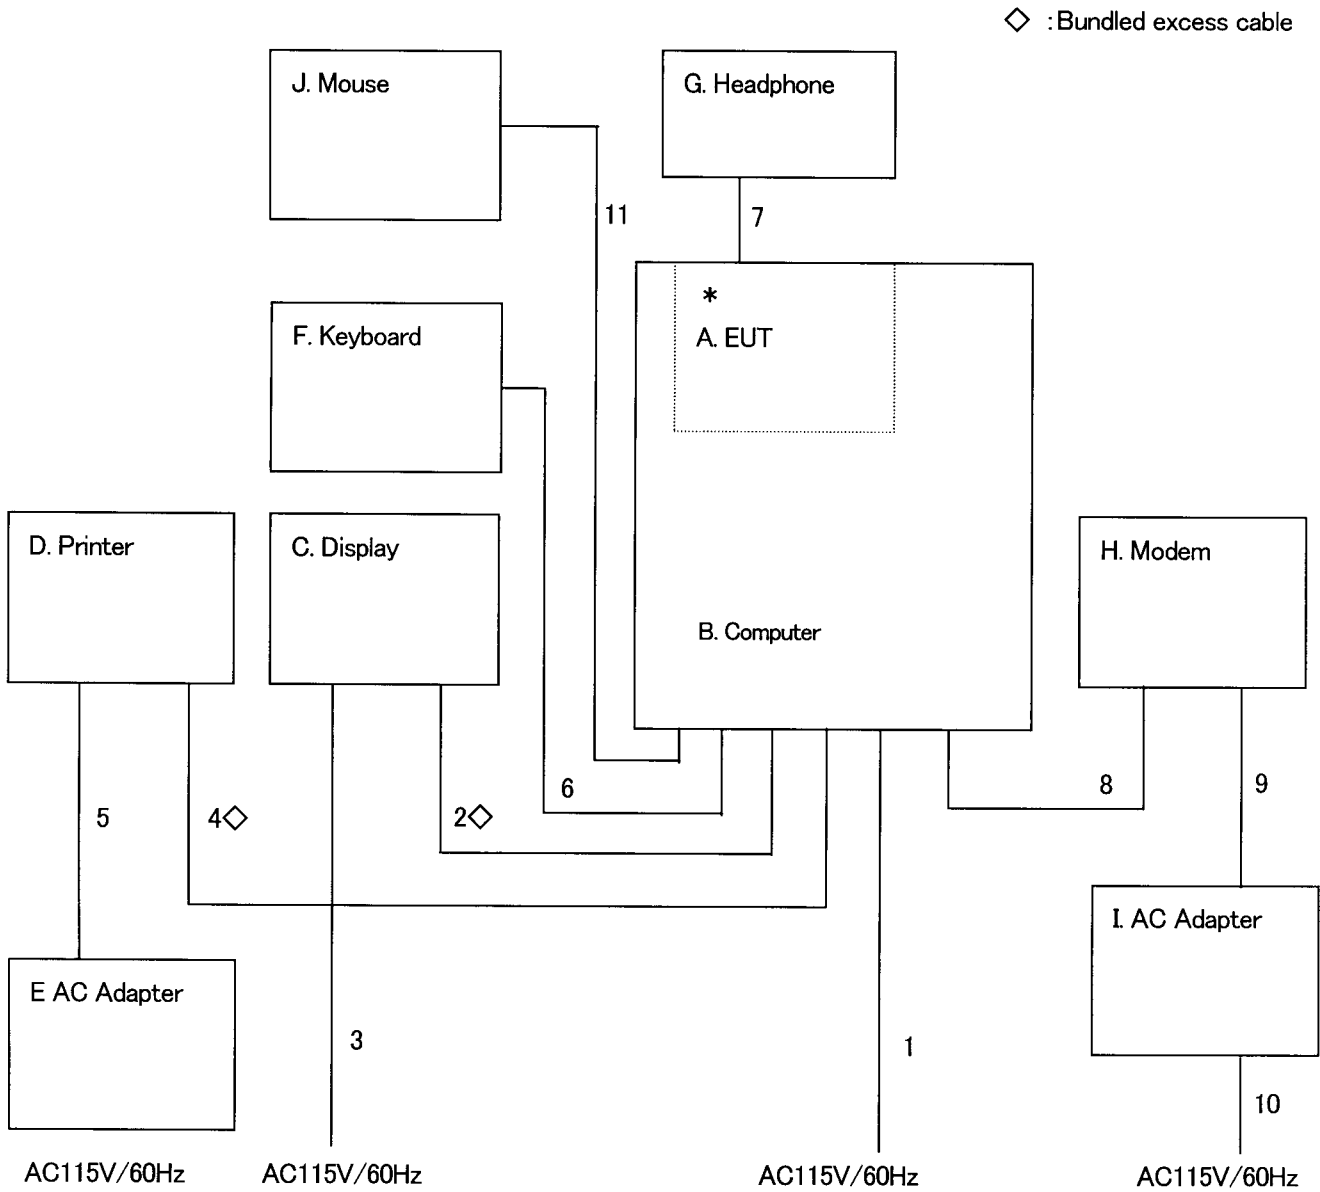 ◇ :Bundled excess cable
J. Mouse
G. Headphone
11
7
*
A. EUT
F. Keyboard
D. Printer
C. Display
H. Modem
B. Computer
5
4◇
2◇
6
8
9
I. AC Adapter
E AC Adapter
3
1
10
AC115V/60Hz
AC115V/60Hz
AC115V/60Hz
AC115V/60Hz